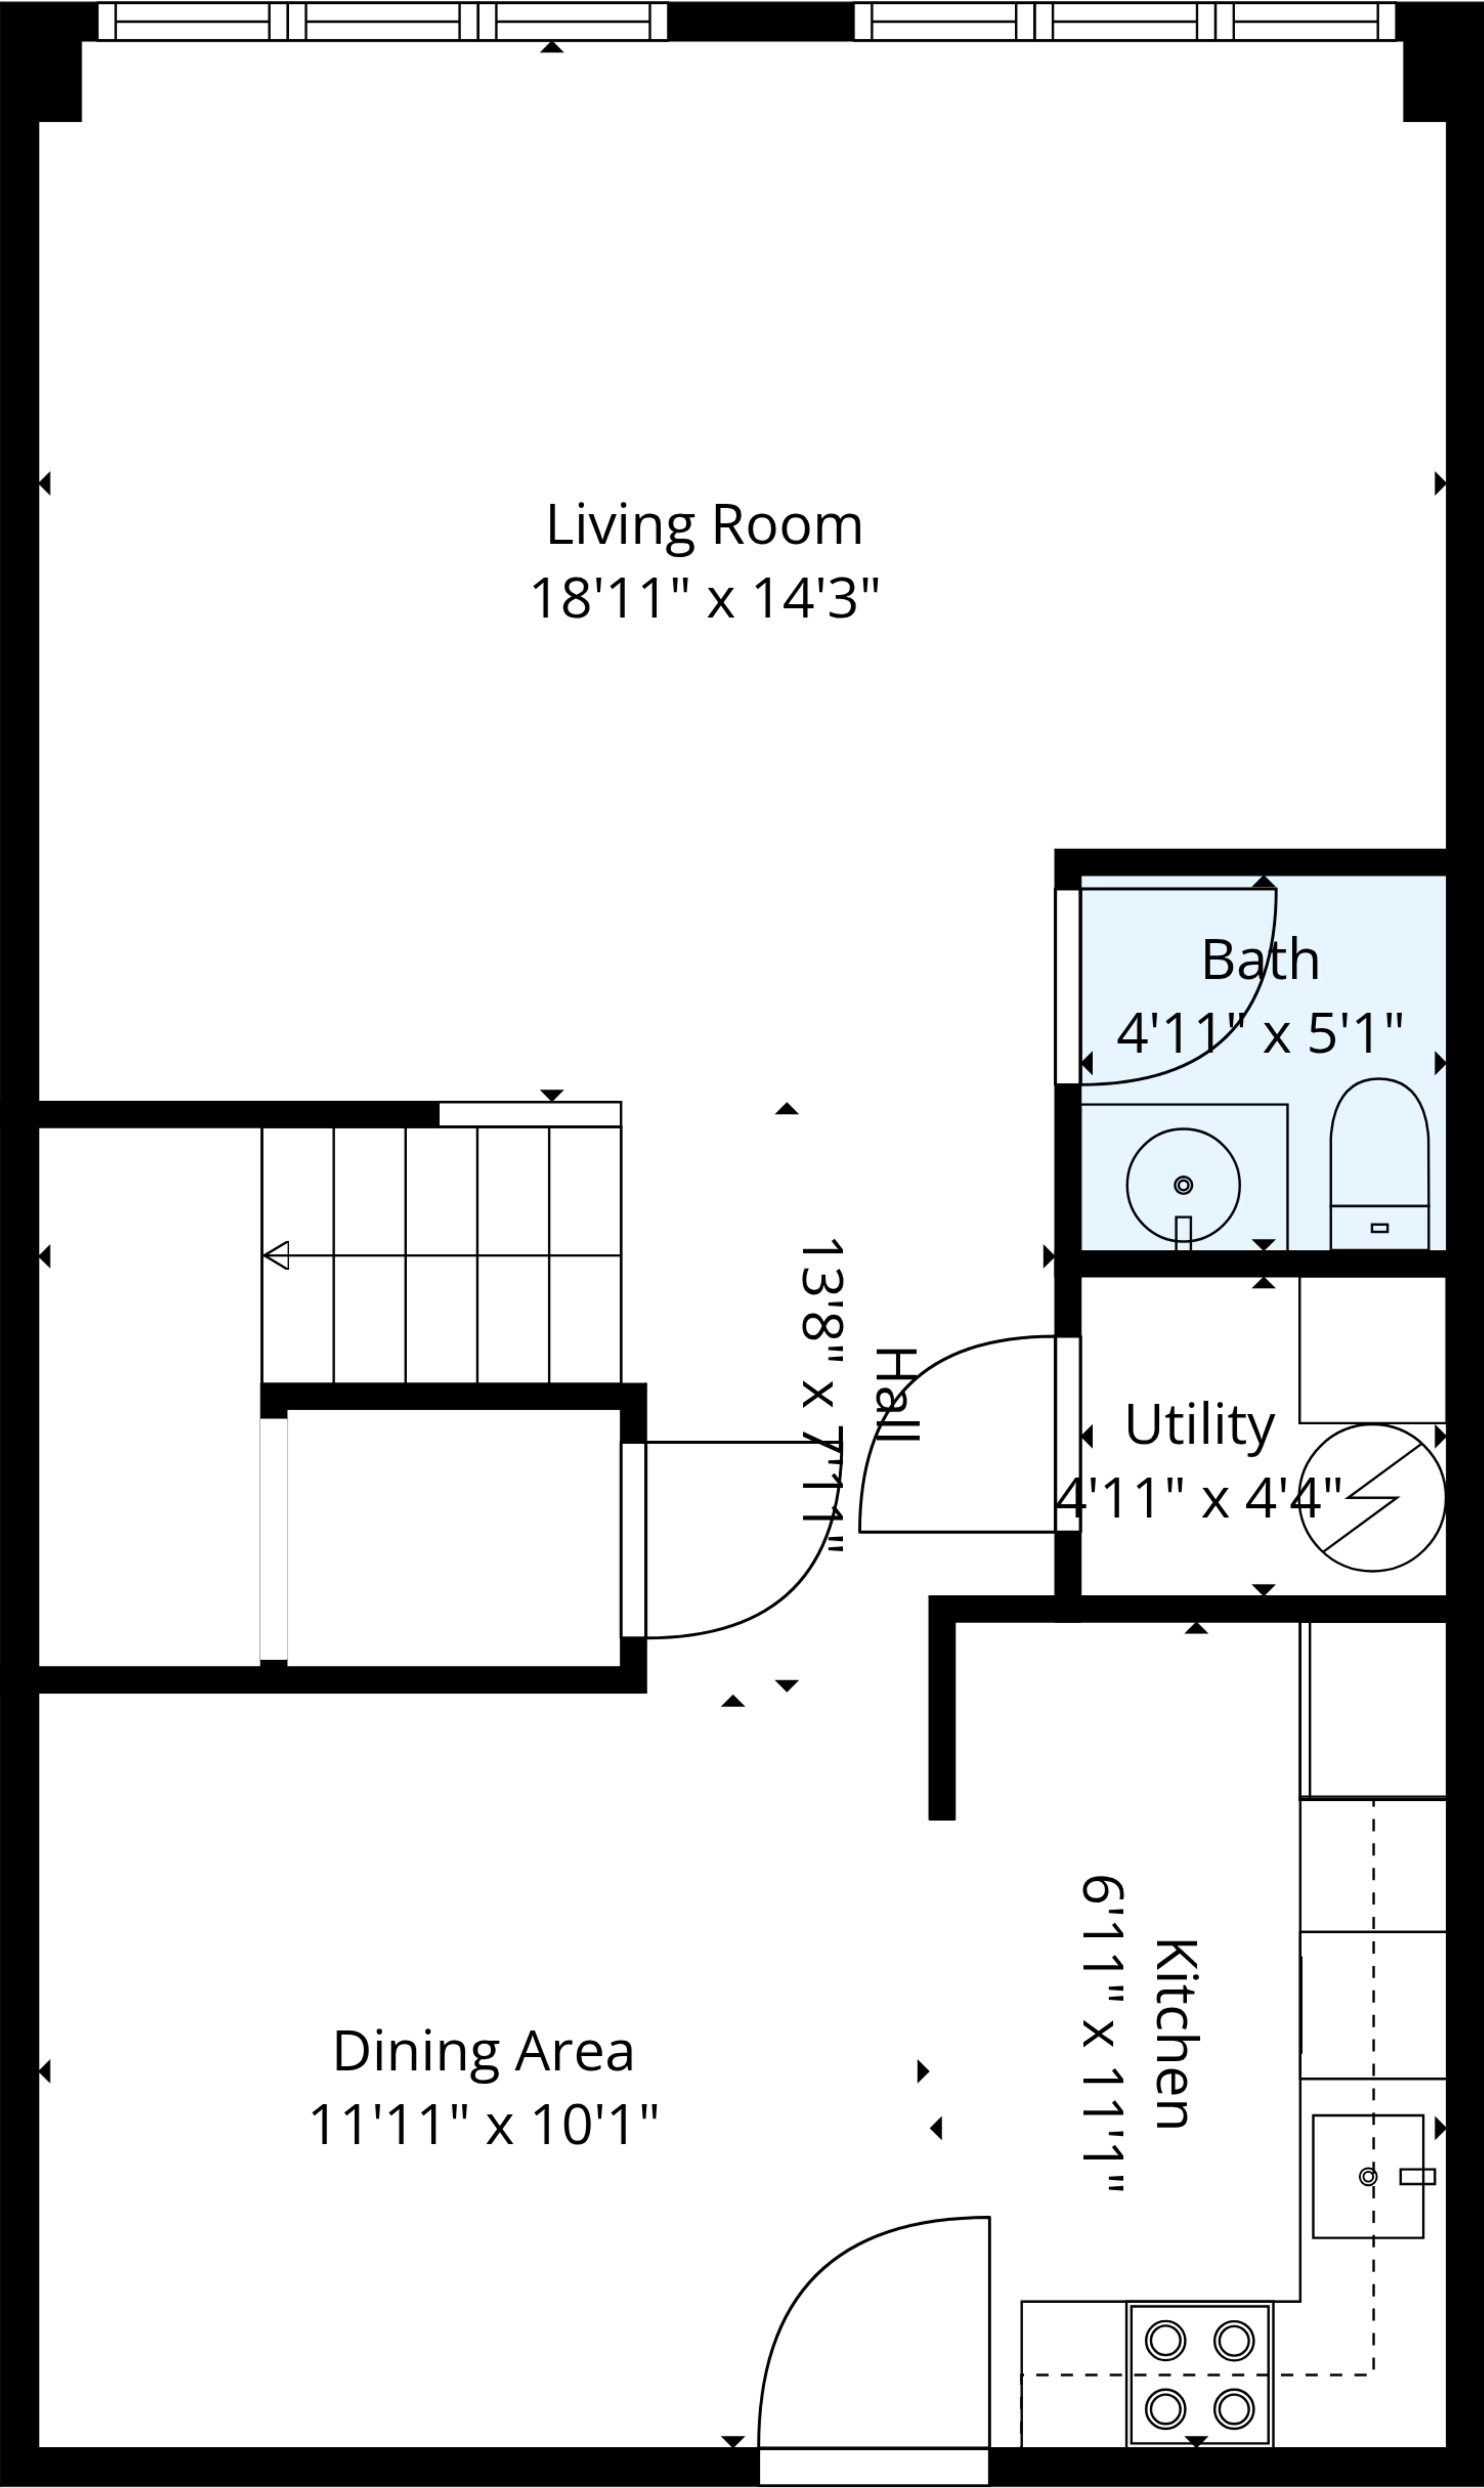 Living Room
18'11" x 14'3"
Bath
4'11" x 5'1"
Hall
13'8" x 7'11"
Utility
4'11" x 4'4"
Kitchen
6'11" x 11'1"
Dining Area
11'11" x 10'1"